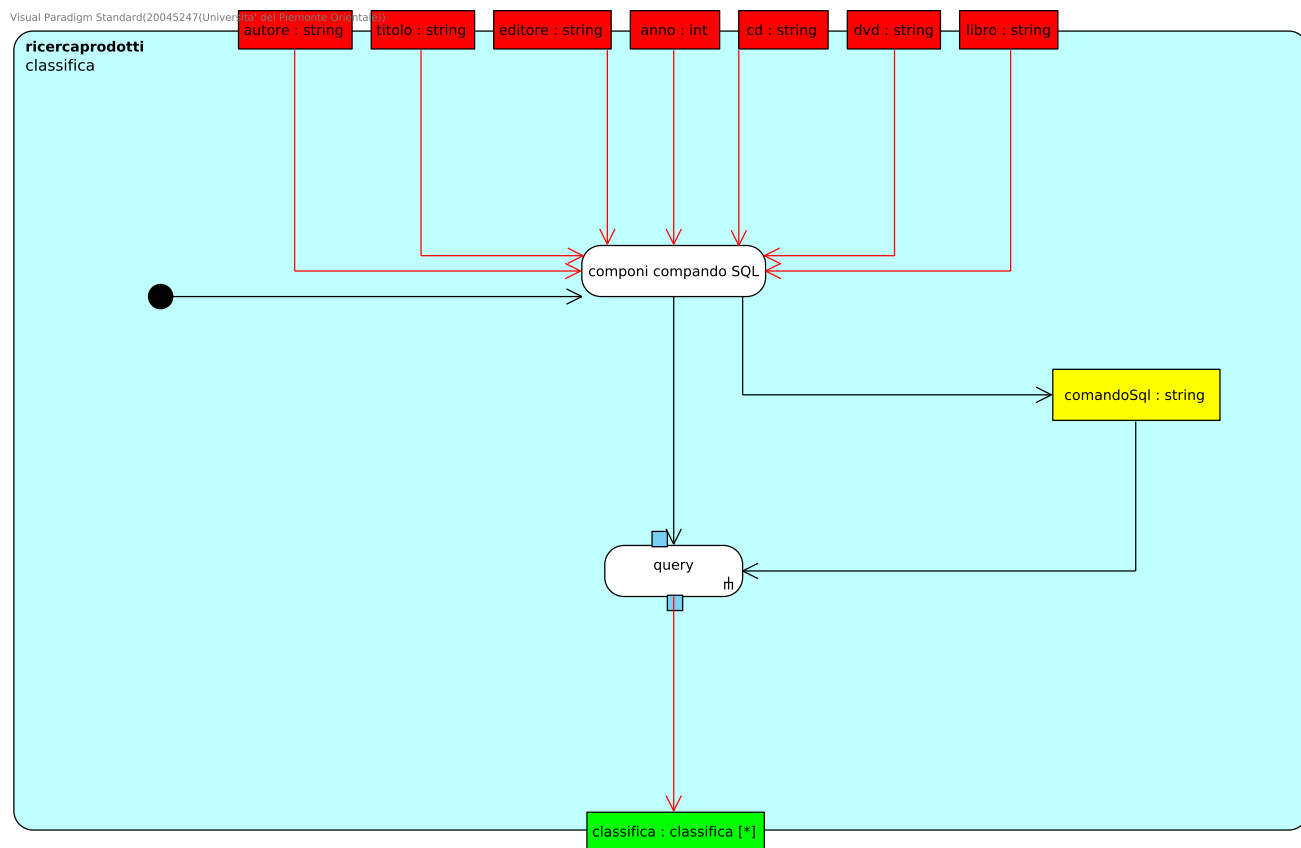 Visual Paradigm Standard(20045247(Universita' del Piemonte Orientale))
autore : string
titolo : string
editore : string
anno : int
cd : string
dvd : string
libro : string
ricercaprodotti
classifica
componi compando SQL
comandoSql : string
query
classifica : classifica [*]